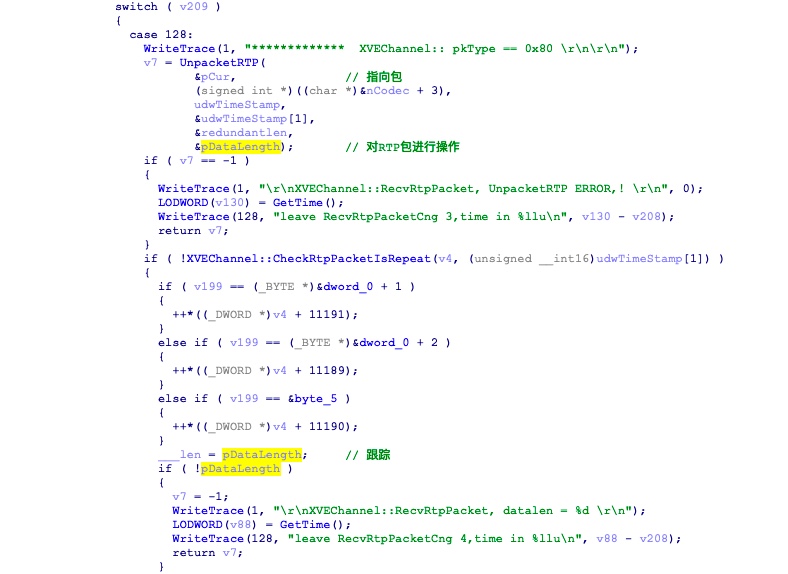 switch ( v209 )
{
case 128:
WriteTrace(1, "************* XVEChannel:: pkType == 0x80 \r\n\r\n");
v7 = UnpacketRTP(
&pCur, // 指向包
(signed int *)((char *)&nCodec + 3),
udwTimeStamp,
&udwTimeStamp[1],
&redundantlen,
&pDataLength); // 对RTP包进行操作
if ( v7 == -1 )
{
WriteTrace(1, "\r\nXVEChannel::RecvRtpPacket, UnpacketRTP ERROR,! \r\n", 0);
LODWORD(v130) = GetTime();
WriteTrace(128, "leave RecvRtpPacketCng 3,time in %llu\n", v130 - v208);
return v7;
}
if ( !XVEChannel::CheckRtpPacketIsRepeat(v4, (unsigned __int16)udwTimeStamp[1]) )
{
if ( v199 == (_BYTE *)&dword_0 + 1 )
{
++*((_DWORD *)v4 + 11191);
}
else if ( v199 == (_BYTE *)&dword_0 + 2 )
{
++*((_DWORD *)v4 + 11189);
}
else if ( v199 == &byte_5 )
{
++*((_DWORD *)v4 + 11190);
}
___len = pDataLength; // 跟踪
if ( !pDataLength )
{
v7 = -1;
WriteTrace(1, "\r\nXVEChannel::RecvRtpPacket, datalen = %d \r\n");
LODWORD(v88) = GetTime();
WriteTrace(128, "leave RecvRtpPacketCng 4,time in %llu\n", v88 - v208);
return v7;
}